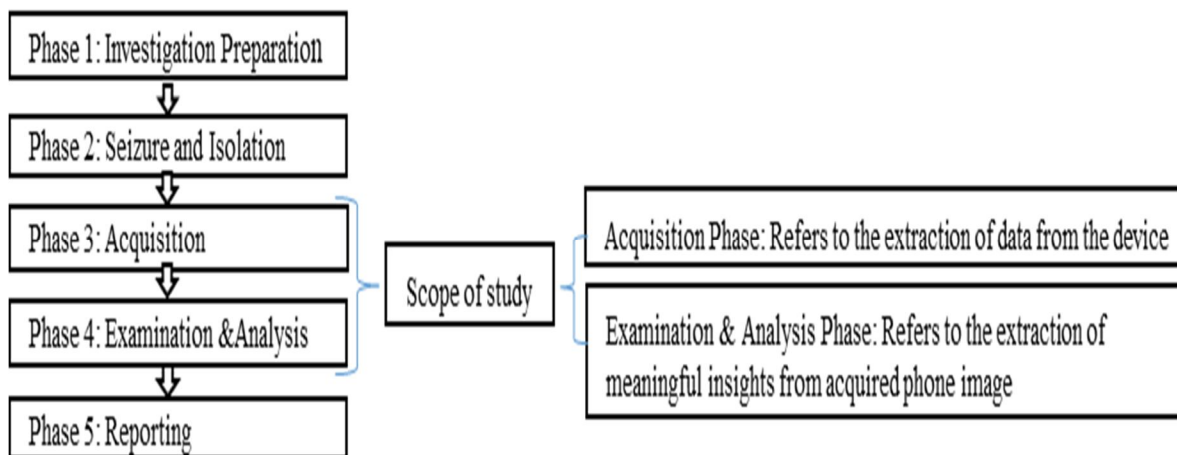 Phase 1: Investigation Preparation
Phase 2: Seizure and Isolation
Phase 3: Acquisition
Phase 4: Examination &Analysis
Phase 5: Reporting
Scope of study
Acquisition Phase: Refers to the extraction of data from the device
Examination & Analysis Phase: Refers to the extraction of
meaningful insights from acquired phone image